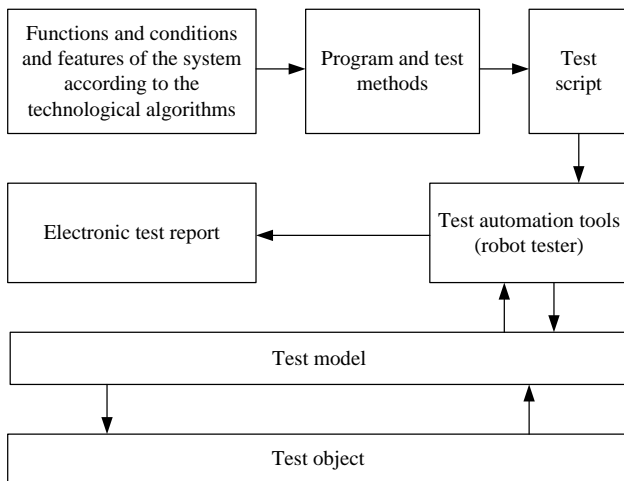 Functions and conditions
and features of the system
according to the
technological algorithms
Program and test
methods
Test
script
Electronic test report
Test automation tools
(robot tester)
Test model
Test object